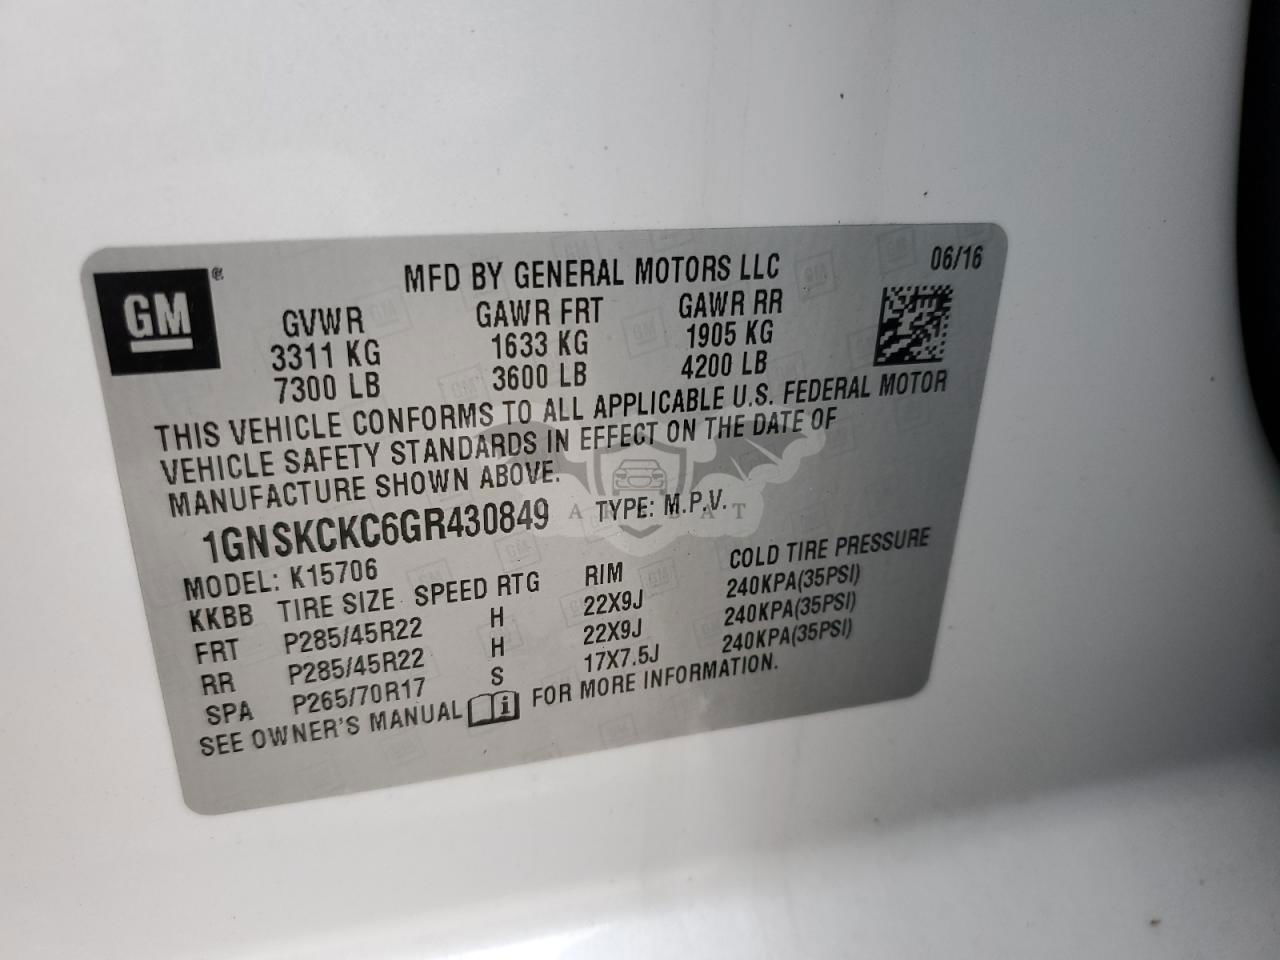 GM®
MFD BY GENERAL MOTORS LLC
06/16
GVWR GAWR FRT GAWR RR
3311 KG 1633 KG 1905 KG
7300 LB 3600 LB 4200 LB
THIS VEHICLE CONFORMS TO ALL APPLICABLE U.S. FEDERAL MOTOR
VEHICLE SAFETY STANDARDS IN EFFECT ON THE DATE OF
MANUFACTURE SHOWN ABOVE.
1GNSKCKC6GR430849 TYPE: M.P.V.
MODEL: K15706
KKBB TIRE SIZE SPEED RTG RIM COLD TIRE PRESSURE
FRT P285/45R22 H 22X9J 240KPA(35PSI)
RR P285/45R22 H 22X9J 240KPA(35PSI)
SPA P265/70R17 S 17X7.5J 240KPA(35PSI)
SEE OWNER'S MANUAL i FOR MORE INFORMATION.